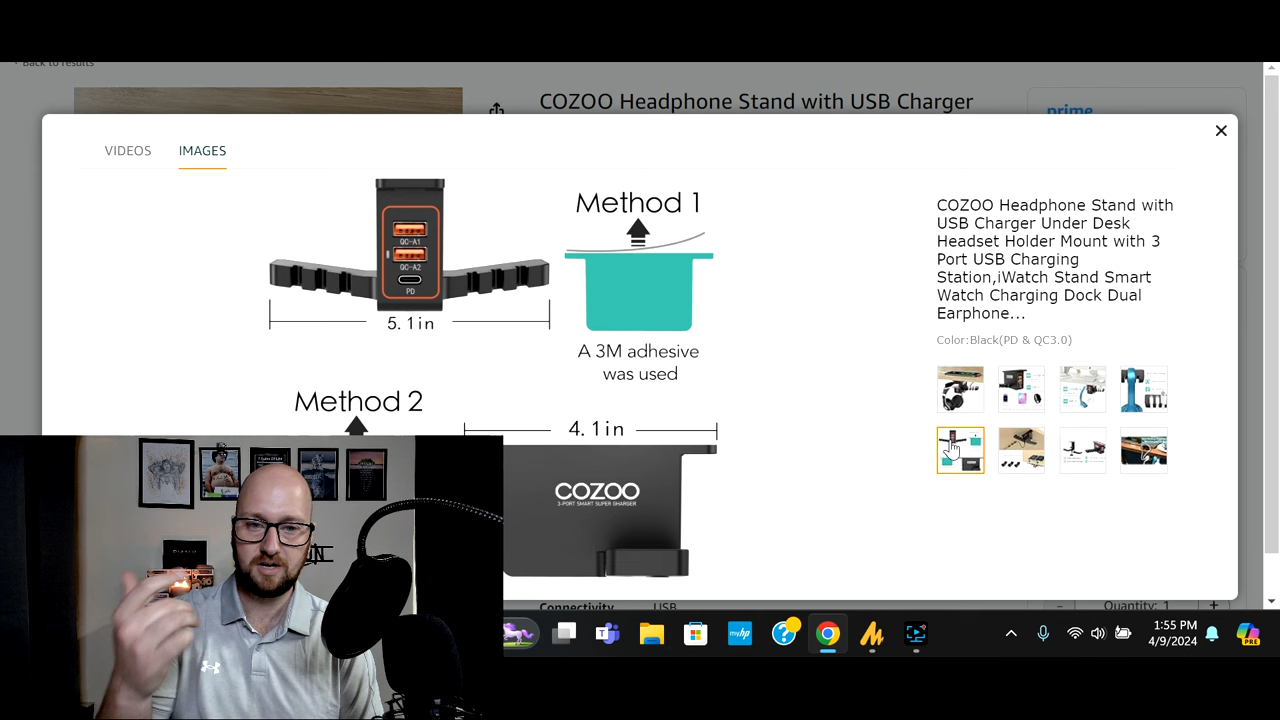 Back to results
COZOO Headphone Stand with USB Charger
prime
VIDEOS
IMAGES
QC-A1
QC-A2
PD
5.1in
Method 1
A 3M adhesive
was used
Method 2
4.1in
COZOO
3-PORT SMART SUPER CHARGER
COZOO Headphone Stand with
USB Charger Under Desk
Headset Holder Mount with 3
Port USB Charging
Station,iWatch Stand Smart
Watch Charging Dock Dual
Earphone...
Color:Black(PD & QC3.0)
Connectivity
USB
Quantity: 1
myhp
1:55 PM
4/9/2024
PRE